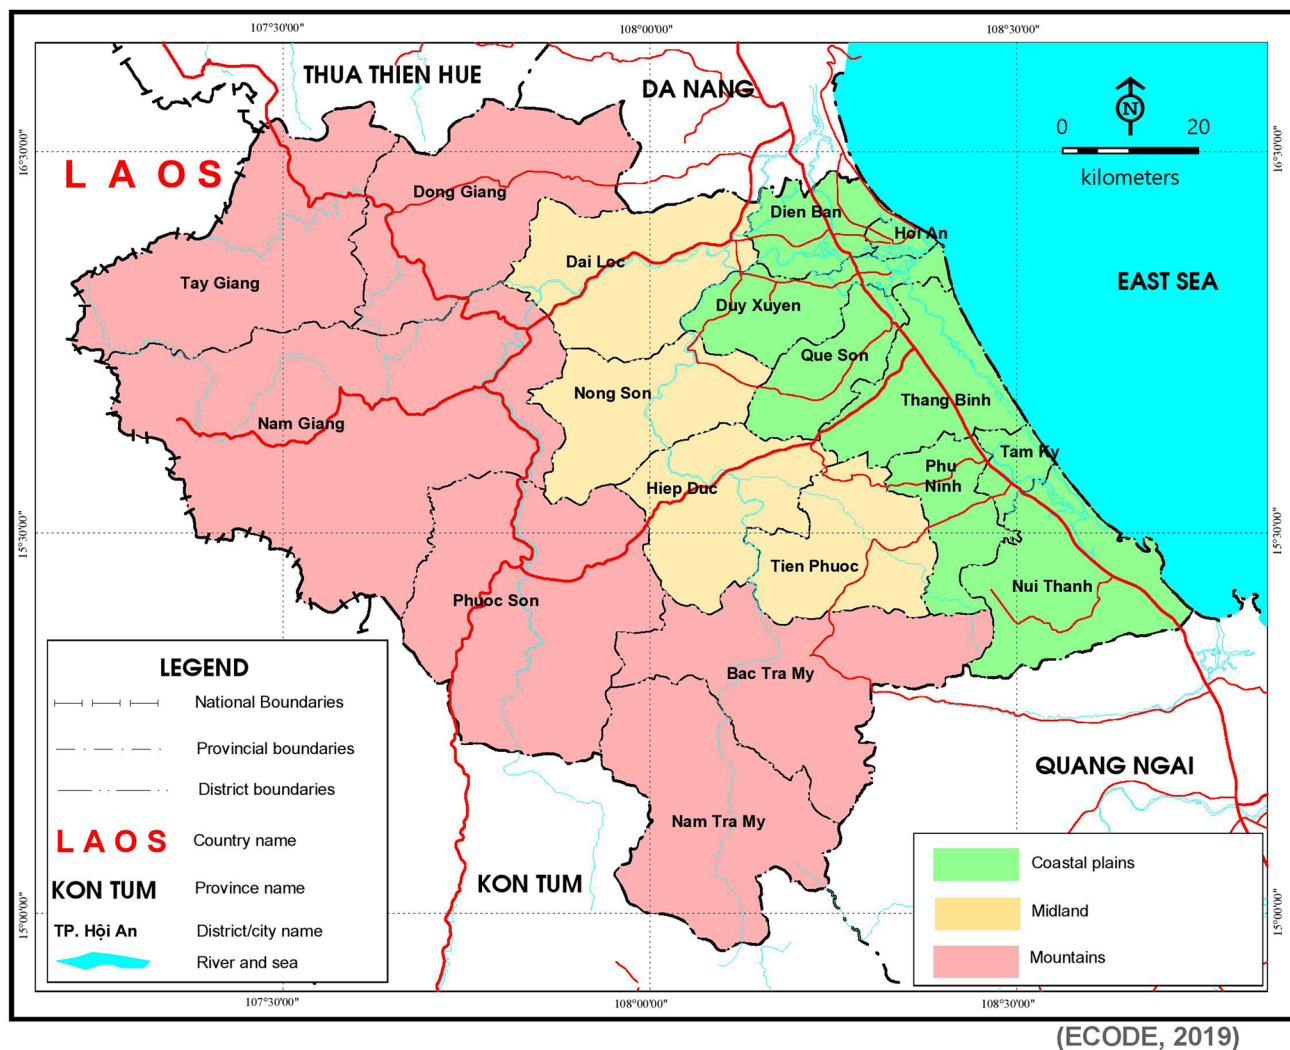 107°30'00"
108°00'00"
108°30'00"
THUA THIEN HUE
DA NANG
N
0 20
kilometers
16°30'00"
16°30'00"
LAOS
Dong Giang
Dien Ban
Hoi An
Dai Loc
Tay Giang
EAST SEA
Duy Xuyen
Que Son
Nong Son
Thang Binh
Nam Giang
Tam Ky
Phu
Ninh
Hiep Duc
15°30'00"
15°30'00"
Tien Phuoc
Nui Thanh
Phuoc Son
Bac Tra My
QUANG NGAI
Nam Tra My
KON TUM
LEGEND
National Boundaries
Provincial boundaries
District boundaries
LAOS Country name
KON TUM Province name
TP. Hội An District/city name
River and sea
Coastal plains
Midland
Mountains
15°00'00"
15°00'00"
107°30'00"
108°00'00"
108°30'00"
(ECODE, 2019)